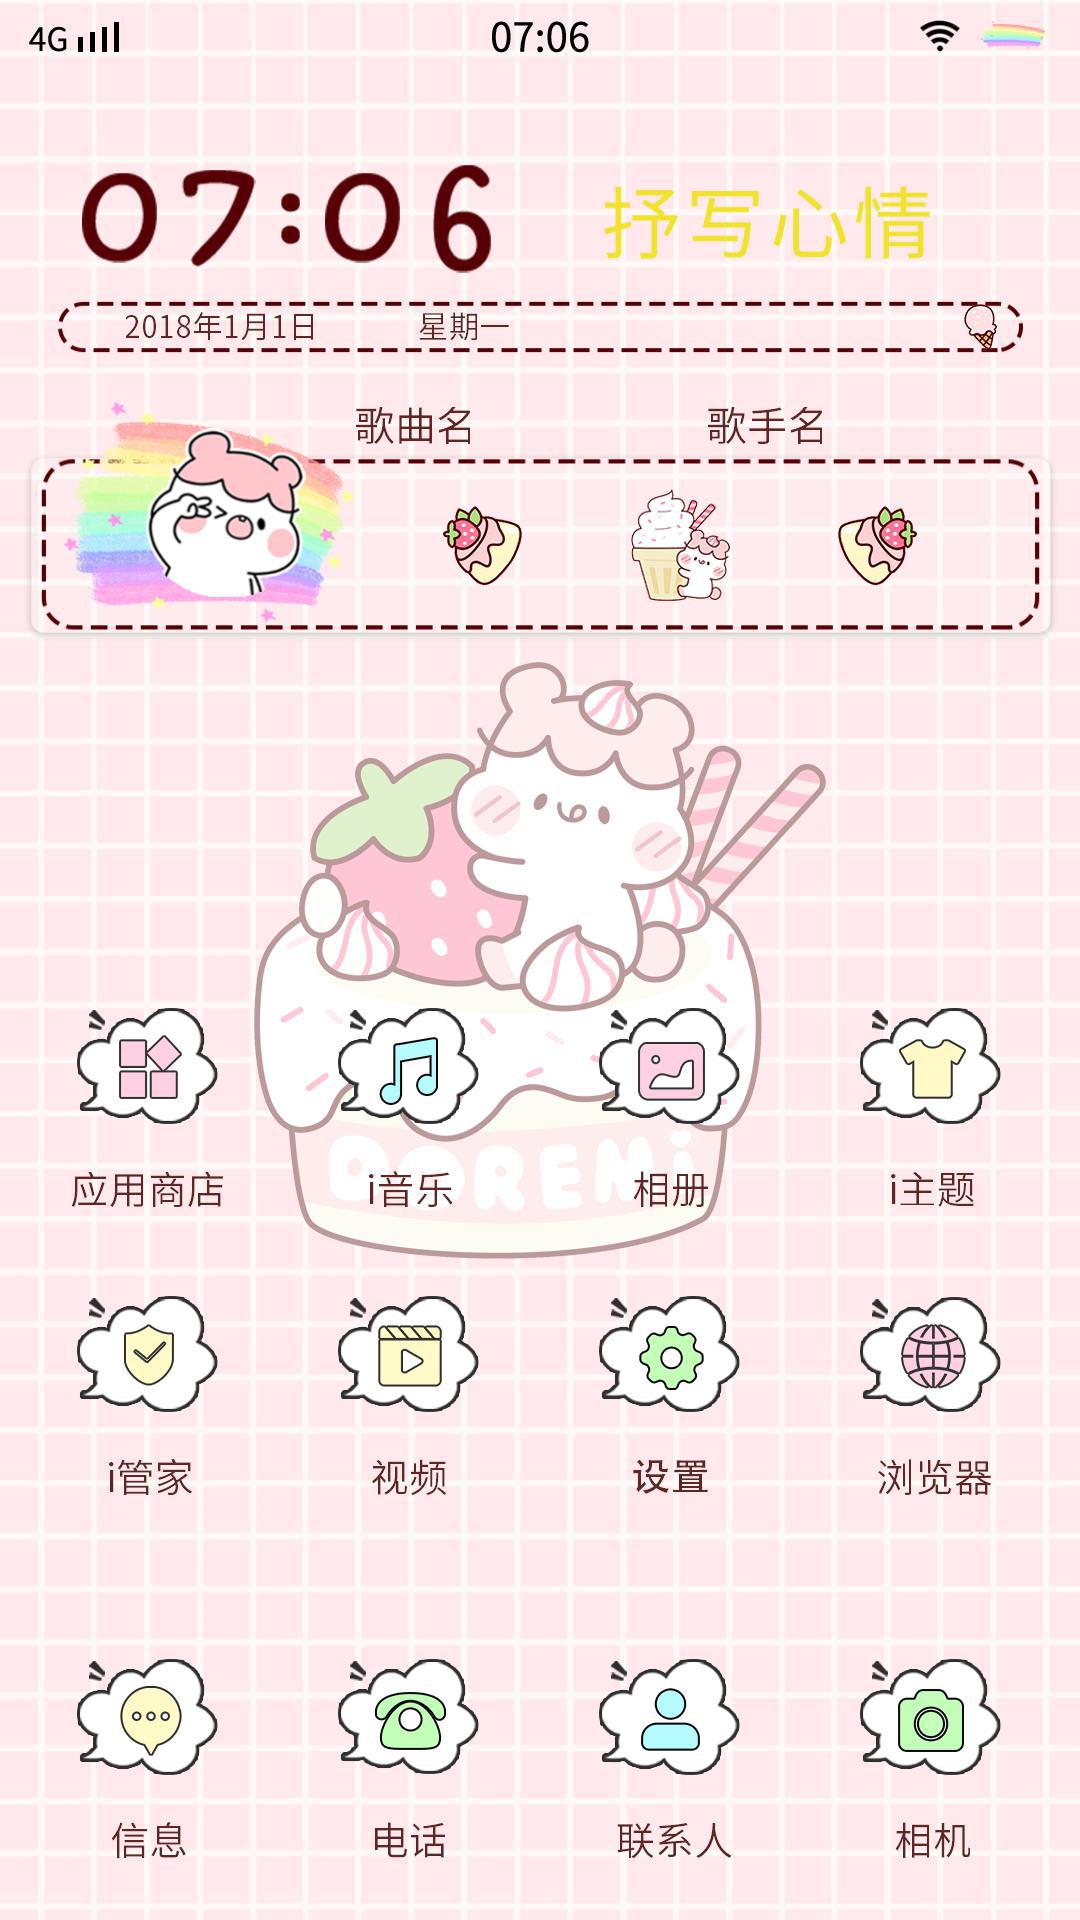 4G 07:06
07:06 抒写心情
2018年1月1日 星期一
歌曲名 歌手名
DOREMi
应用商店 i音乐 相册 i主题
i管家 视频 设置 浏览器
信息 电话 联系人 相机